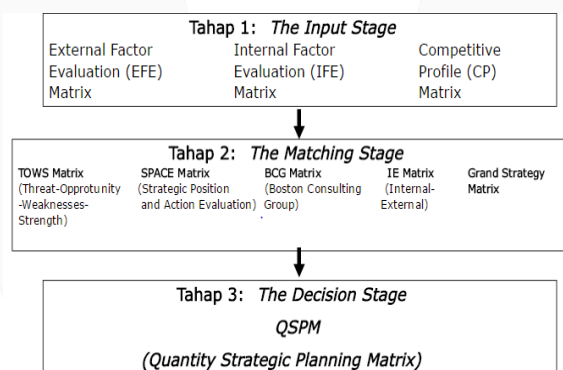 Tahap 1: The Input Stage
External Factor Evaluation (EFE) Matrix
Internal Factor Evaluation (IFE) Matrix
Competitive Profile (CP) Matrix
Tahap 2: The Matching Stage
TOWS Matrix
(Threat-Opprotunity
-Weaknesses-
Strength)
SPACE Matrix
(Strategic Position
and Action Evaluation)
BCG Matrix
(Boston Consulting
Group)
IE Matrix
(Internal-
External)
Grand Strategy
Matrix
Tahap 3: The Decision Stage
QSPM
(Quantity Strategic Planning Matrix)